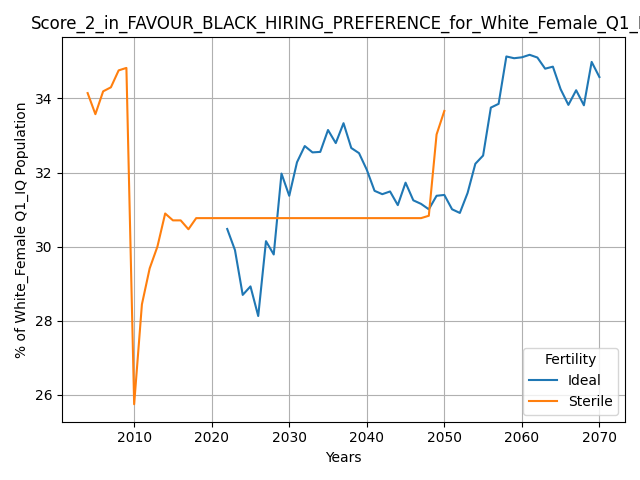 Score_2_in_FAVOUR_BLACK_HIRING_PREFERENCE_for_White_Female_Q1_I
% of White_Female Q1_IQ Population
34
32
30
28
26
Fertility
Ideal
Sterile
2010 2020 2030 2040 2050 2060 2070
Years